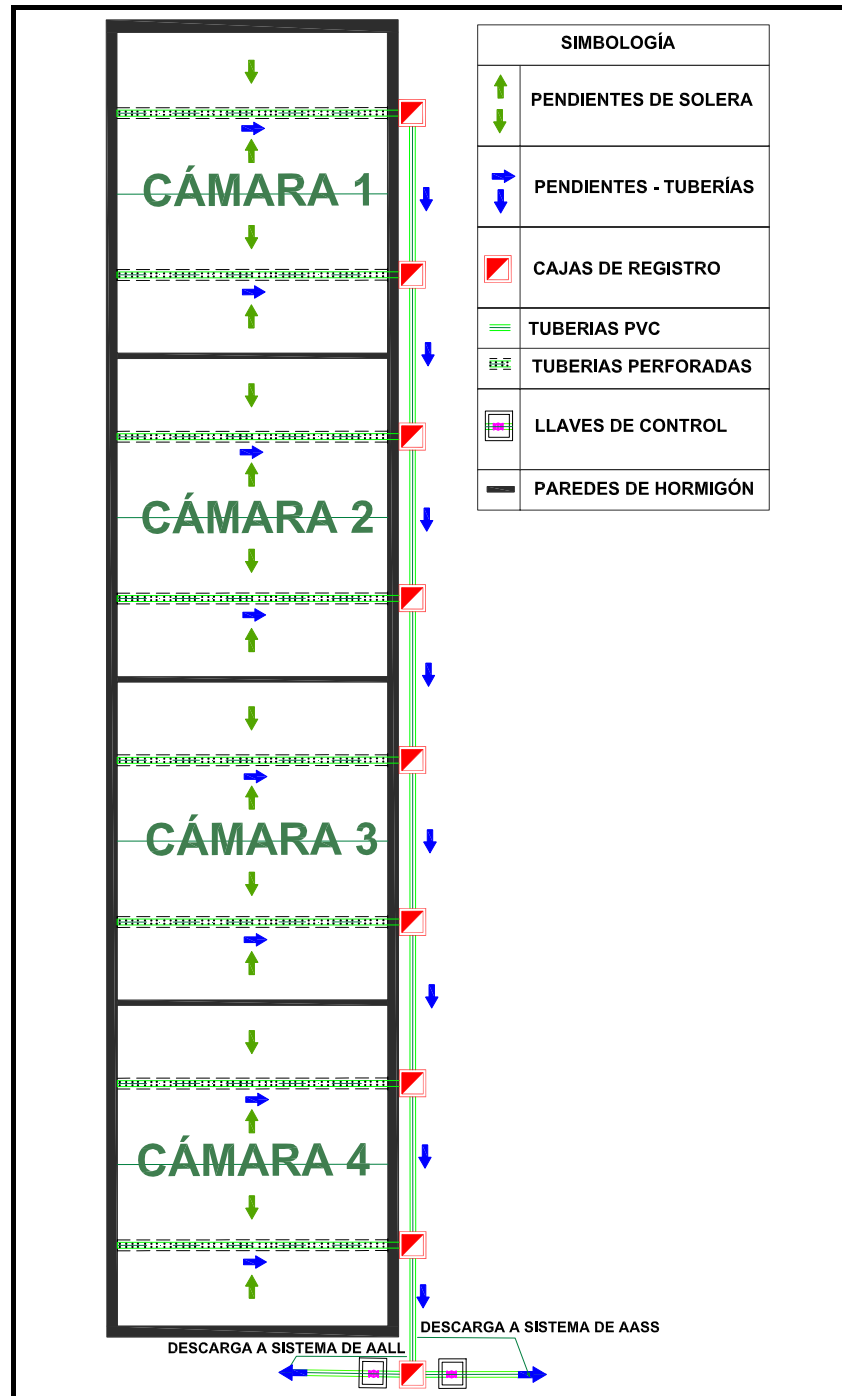 SIMBOLOGÍA
PENDIENTES DE SOLERA
PENDIENTES - TUBERÍAS
CAJAS DE REGISTRO
TUBERIAS PVC
TUBERIAS PERFORADAS
LLAVES DE CONTROL
PAREDES DE HORMIGÓN
CÁMARA 1
CÁMARA 2
CÁMARA 3
CÁMARA 4
DESCARGA A SISTEMA DE AALL
DESCARGA A SISTEMA DE AASS